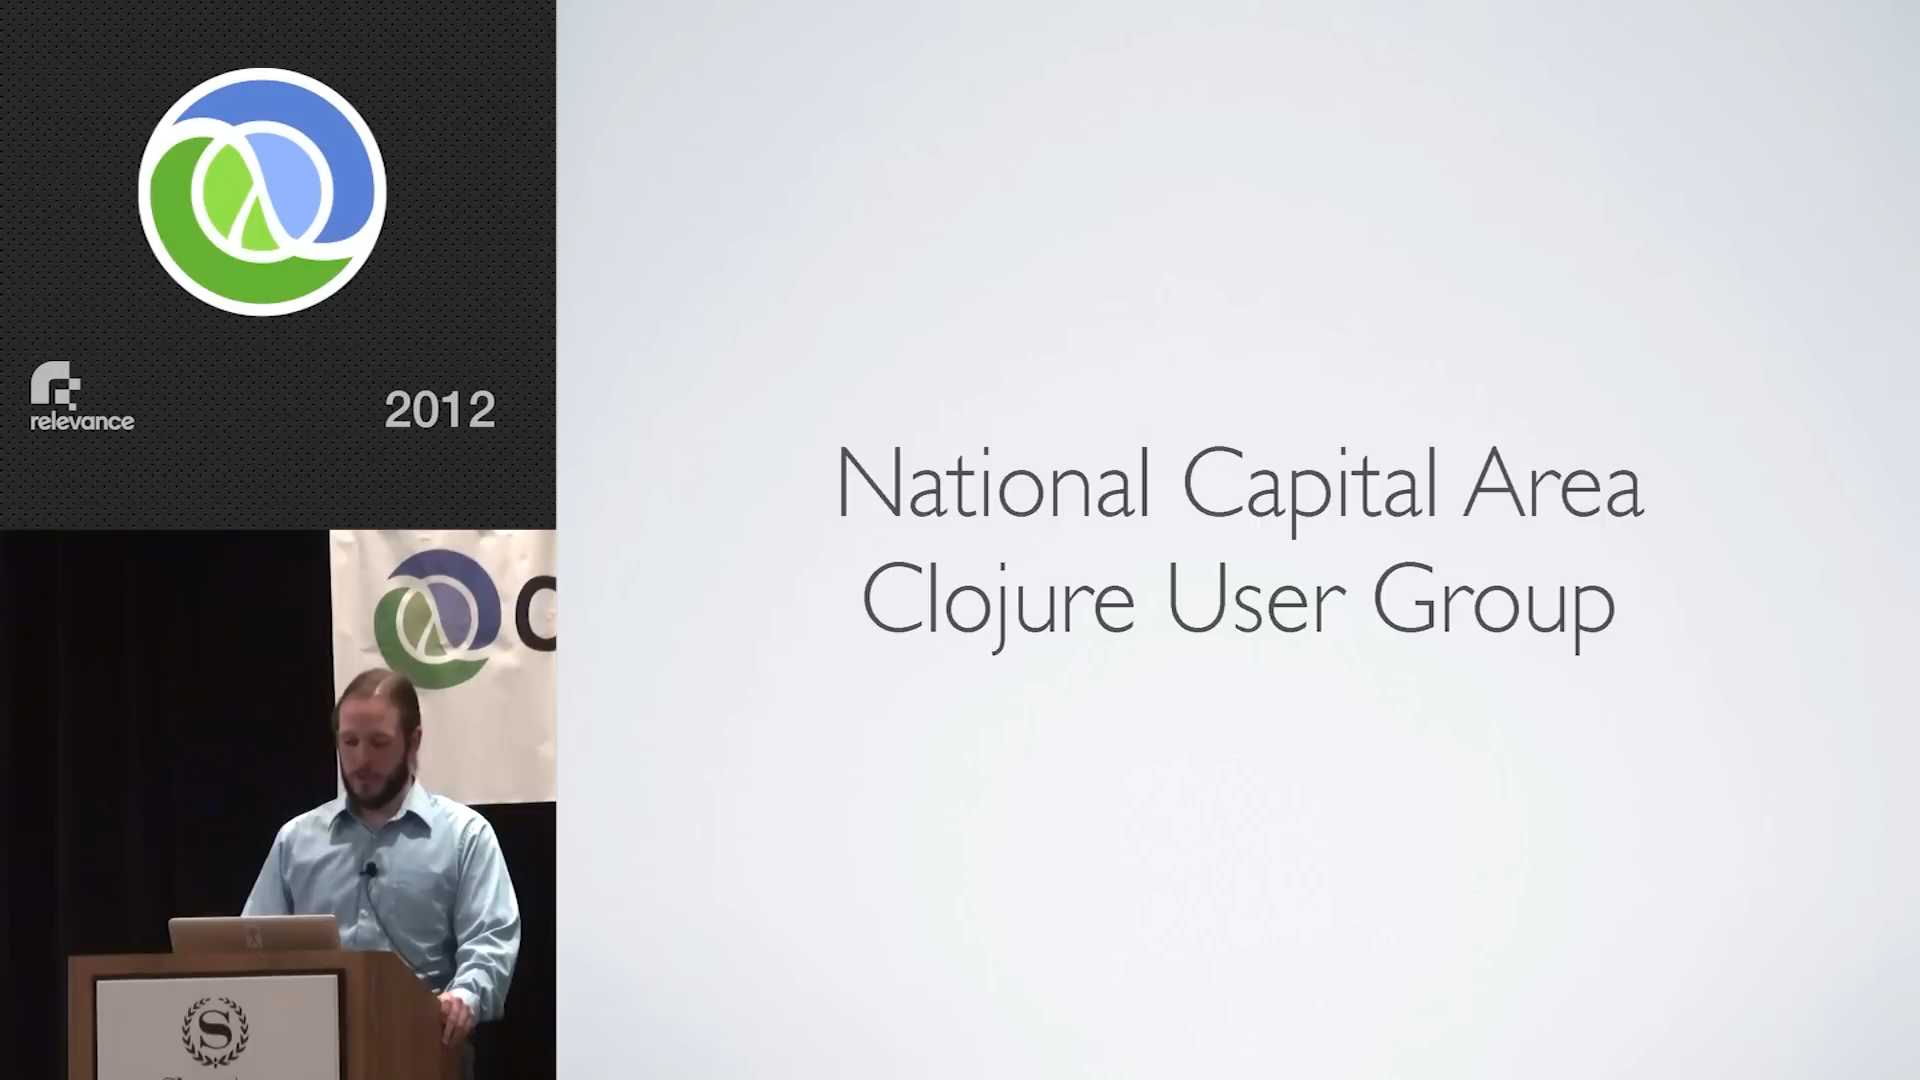 relevance
2012
National Capital Area
Clojure User Group
C
S